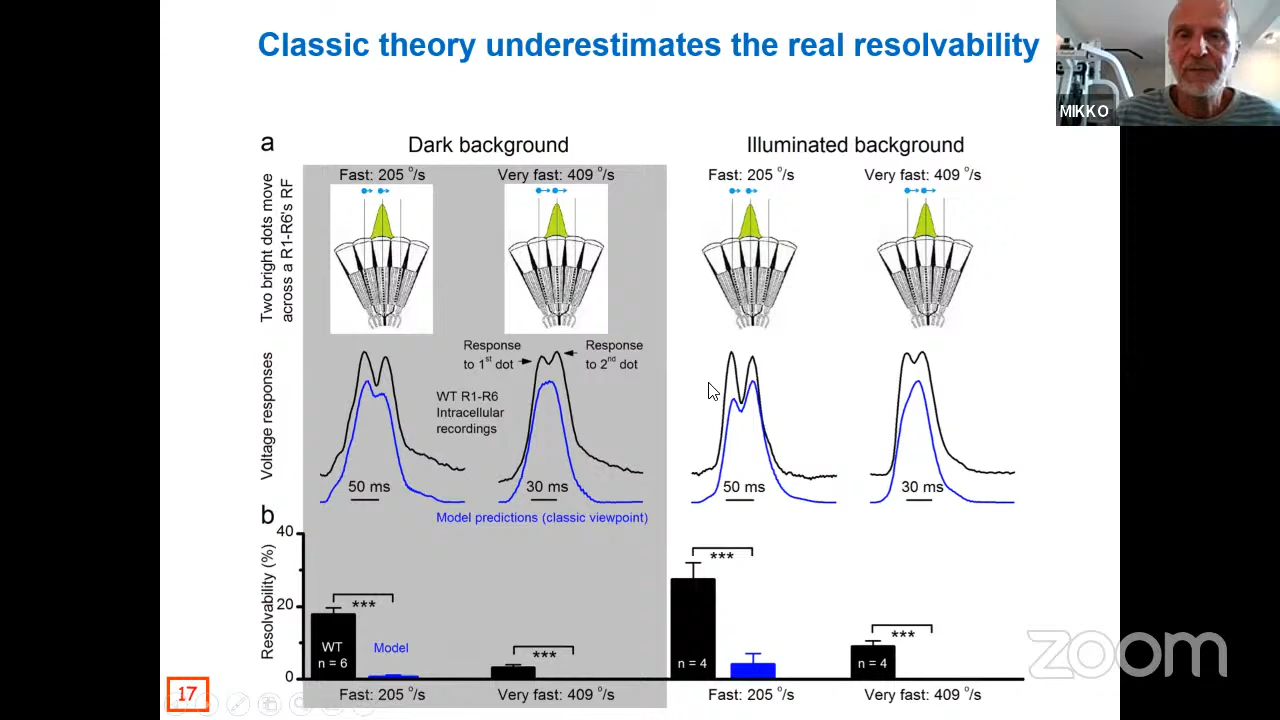 Classic theory underestimates the real resolvability
MIKKO
a
Dark background
Illuminated background
Two bright dots move
across a R1-R6's RF
Fast: 205 °/s
Very fast: 409 °/s
Fast: 205 °/s
Very fast: 409 °/s
Voltage responses
Response
to 1st dot
Response
to 2nd dot
WT R1-R6
Intracellular
recordings
50 ms
30 ms
50 ms
30 ms
Model predictions (classic viewpoint)
b
Resolvability (%)
40
20
0
***
***
***
***
WT
n = 6
Model
n = 4
n = 4
Fast: 205 °/s
Very fast: 409 °/s
Fast: 205 °/s
Very fast: 409 °/s
17
zoom